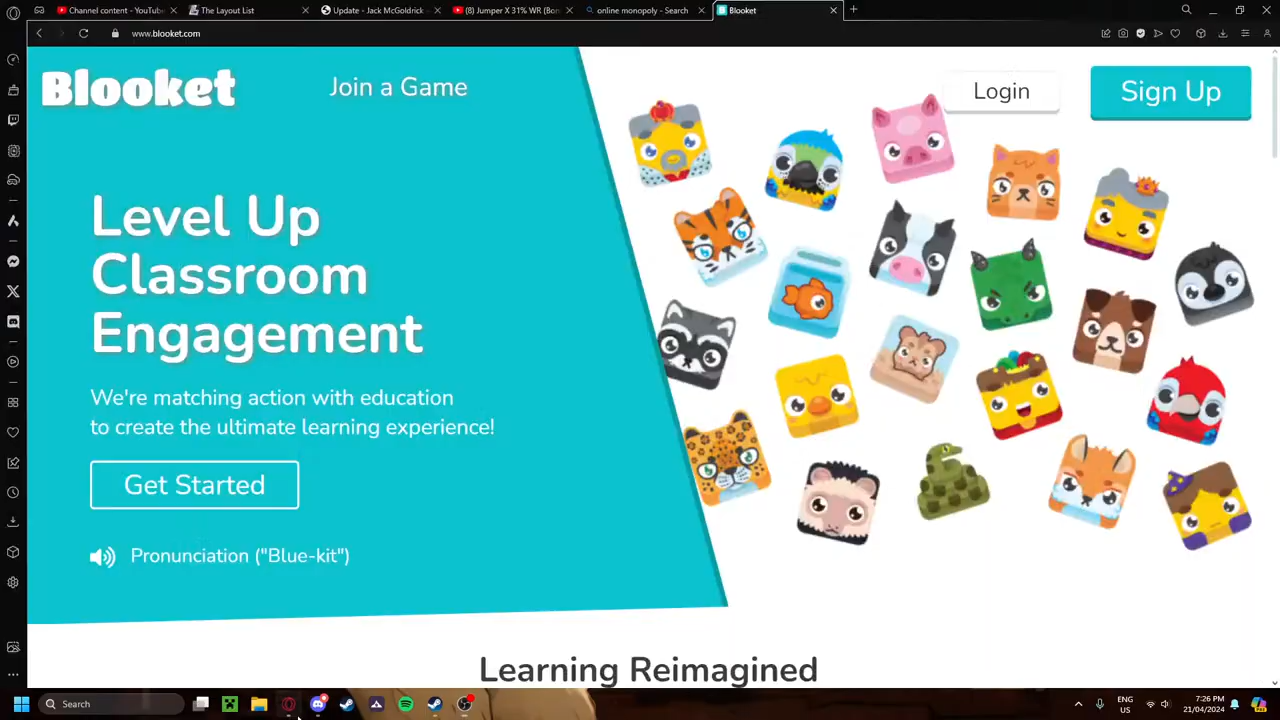 Channel content - YouTube
The Layout List
Update - Jack McGoldrick
(8) Jumper X 31% WR (Bon
online monopoly - Search
Blooket
www.blooket.com
Blooket
Join a Game
Login
Sign Up
Level Up
Classroom
Engagement
We're matching action with education
to create the ultimate learning experience!
Get Started
Pronunciation ("Blue-kit")
Learning Reimagined
Search
ENG
US
7:26 PM
21/04/2024